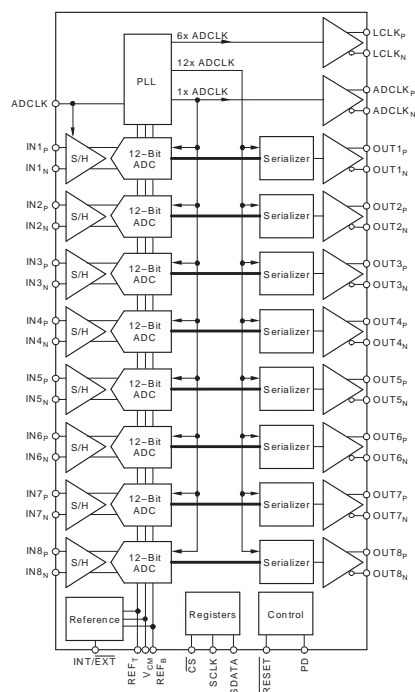 6x ADCLK
LCLKP
12x ADCLK
LCLKN
PLL
1x ADCLK
ADCLKP
ADCLK
ADCLKN
IN1P
S/H
12-Bit
ADC
Serializer
OUT1P
IN1N
OUT1N
IN2P
S/H
12-Bit
ADC
Serializer
OUT2P
IN2N
OUT2N
IN3P
S/H
12-Bit
ADC
Serializer
OUT3P
IN3N
OUT3N
IN4P
S/H
12-Bit
ADC
Serializer
OUT4P
IN4N
OUT4N
IN5P
S/H
12-Bit
ADC
Serializer
OUT5P
IN5N
OUT5N
IN6P
S/H
12-Bit
ADC
Serializer
OUT6P
IN6N
OUT6N
IN7P
S/H
12-Bit
ADC
Serializer
OUT7P
IN7N
OUT7N
IN8P
S/H
12-Bit
ADC
Serializer
OUT8P
IN8N
OUT8N
Reference
Registers
Control
INT/EXT
REFT
VCM
REFB
CS
SCLK
SDATA
RESET
PD